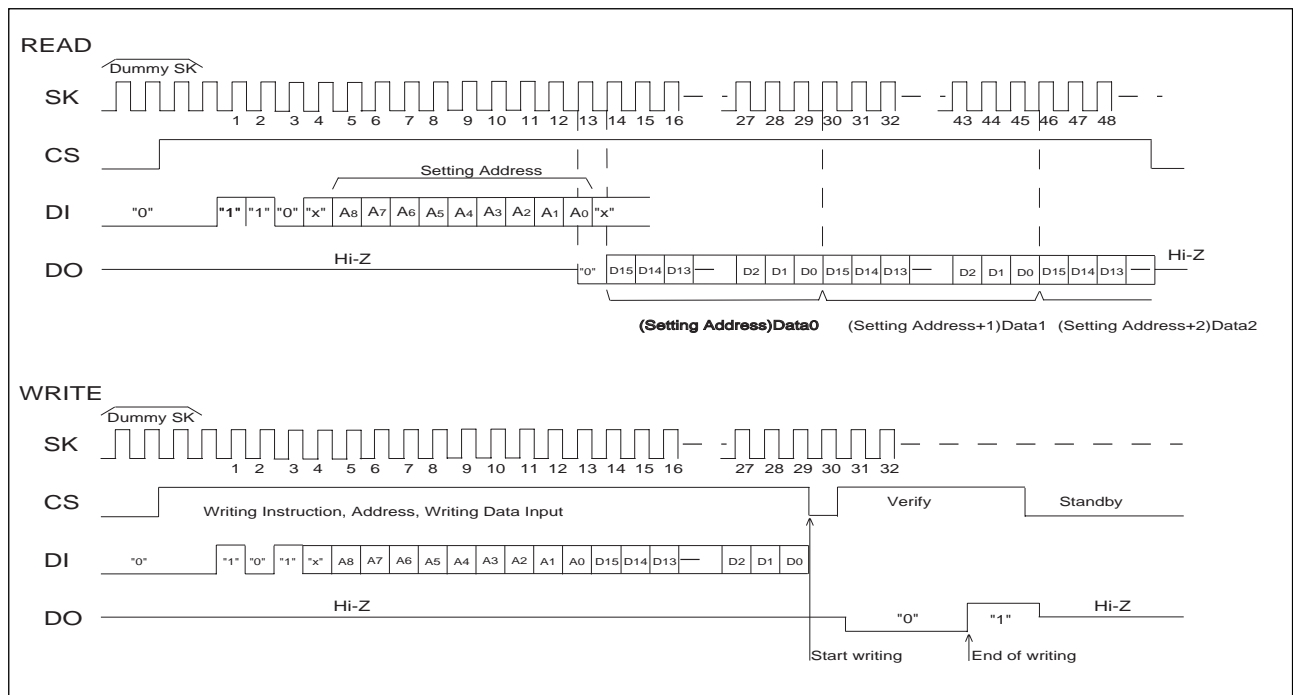 READ
Dummy SK
SK
1 2 3 4 5 6 7 8 9 10 11 12 13 14 15 16 27 28 29 30 31 32 43 44 45 46 47 48
CS
Setting Address
DI "0" "1" "1" "0" "x" A8 A7 A6 A5 A4 A3 A2 A1 A0 "x"
DO Hi-Z "0" D15 D14 D13 D2 D1 D0 D15 D14 D13 D2 D1 D0 D15 D14 D13 Hi-Z
(Setting Address)Data0 (Setting Address+1)Data1 (Setting Address+2)Data2
WRITE
Dummy SK
SK
1 2 3 4 5 6 7 8 9 10 11 12 13 14 15 16 27 28 29 30 31 32
CS Writing Instruction, Address, Writing Data Input Verify Standby
DI "0" "1" "0" "1" "x" A8 A7 A6 A5 A4 A3 A2 A1 A0 D15 D14 D13 D2 D1 D0
DO Hi-Z "0" "1" Hi-Z
Start writing End of writing